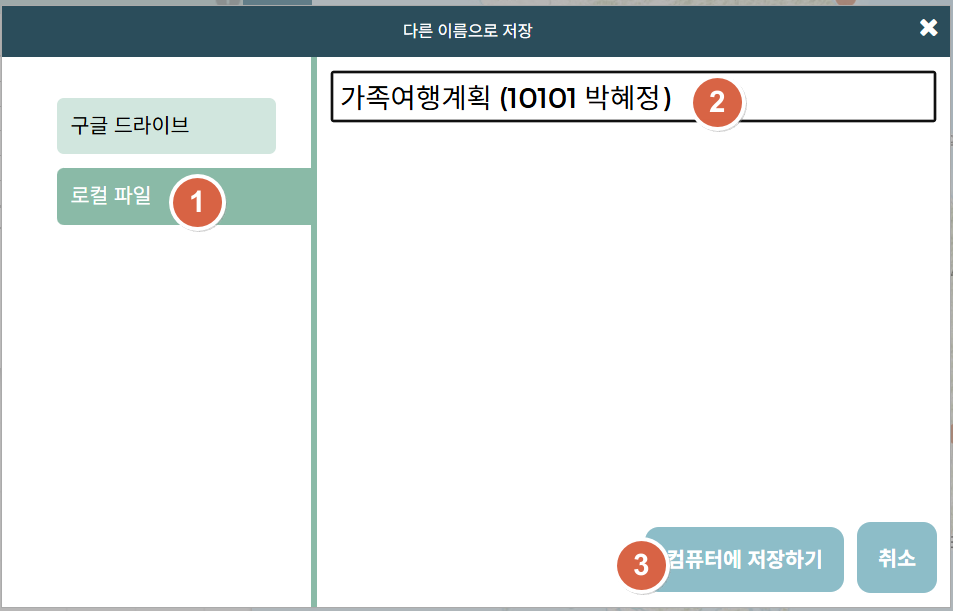 다른 이름으로 저장
구글 드라이브
로컬 파일 1
가족여행계획 (10101 박혜정) 2
3 컴퓨터에 저장하기
취소